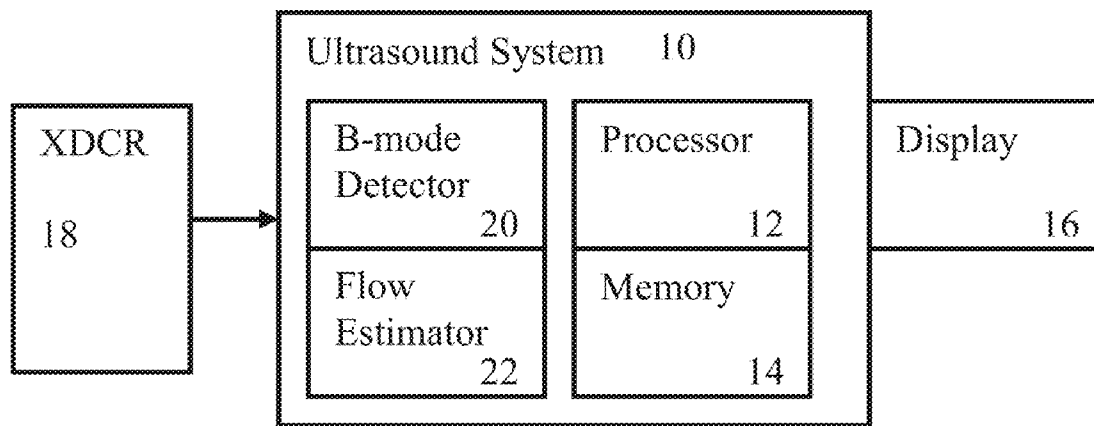 Ultrasound System 10
XDCR
18
B-mode
Detector
20
Flow
Estimator
22
Processor
12
Memory
14
Display
16